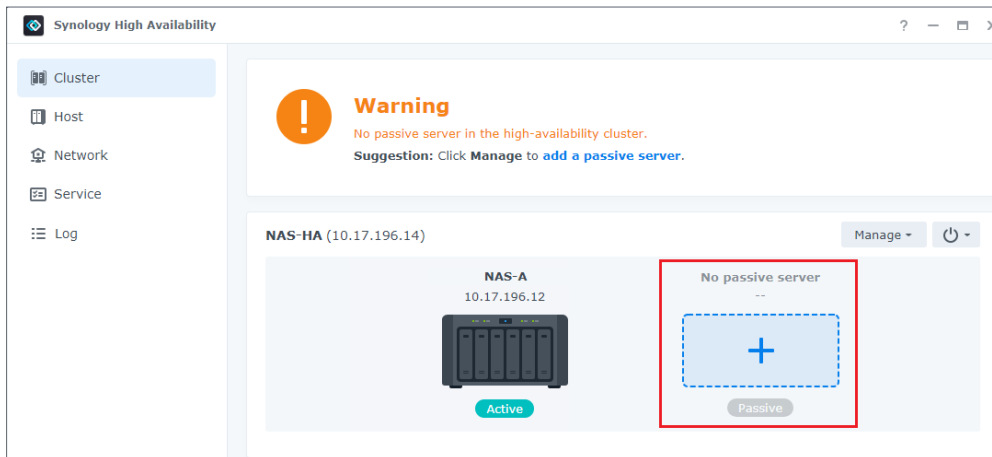 Synology High Availability
Cluster
Host
Network
Service
Log
Warning
No passive server in the high-availability cluster.
Suggestion: Click Manage to add a passive server.
NAS-HA (10.17.196.14)
Manage
NAS-A
10.17.196.12
Active
No passive server
--
Passive